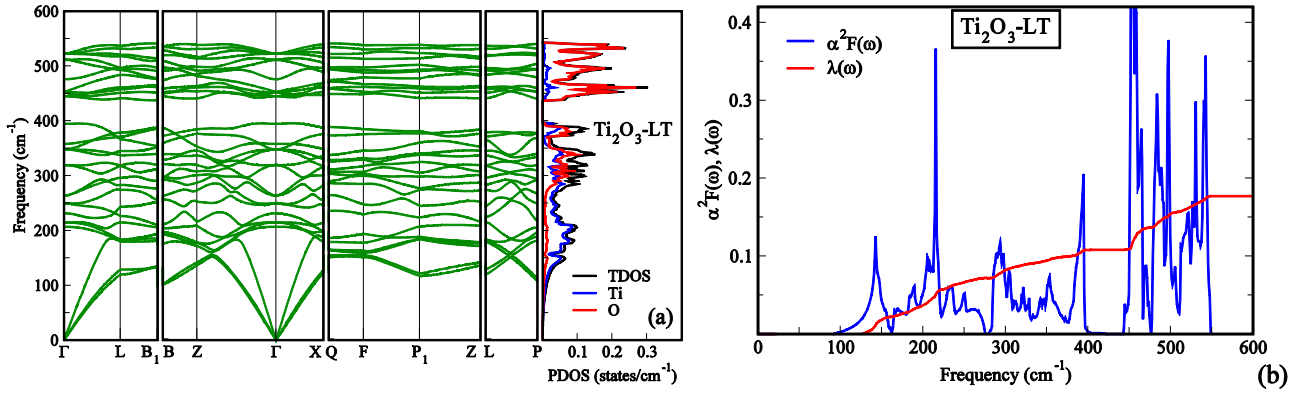 600
500
400
300
200
100
0
Frequency (cm⁻¹)
Γ L B₁ B Z Γ X Q F P₁ Z L P
Ti₂O₃-LT
TDOS
Ti
O
(a)
0.1 0.2 0.3
PDOS (states/cm⁻¹)
0.4
0.3
0.2
0.1
α²F(ω), λ(ω)
Ti₂O₃-LT
α²F(ω)
λ(ω)
0 100 200 300 400 500 600
Frequency (cm⁻¹)
(b)